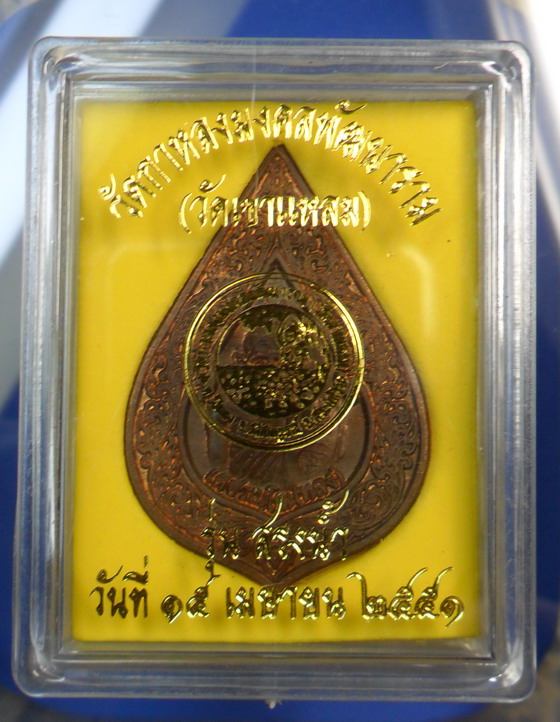 วัดกาหลงมงคลพัฒนาราม
(วัดเขาแหลม)
รุ่น สรงน้ำ
วันที่ ๑๕ เมษายน ๒๕๕๑